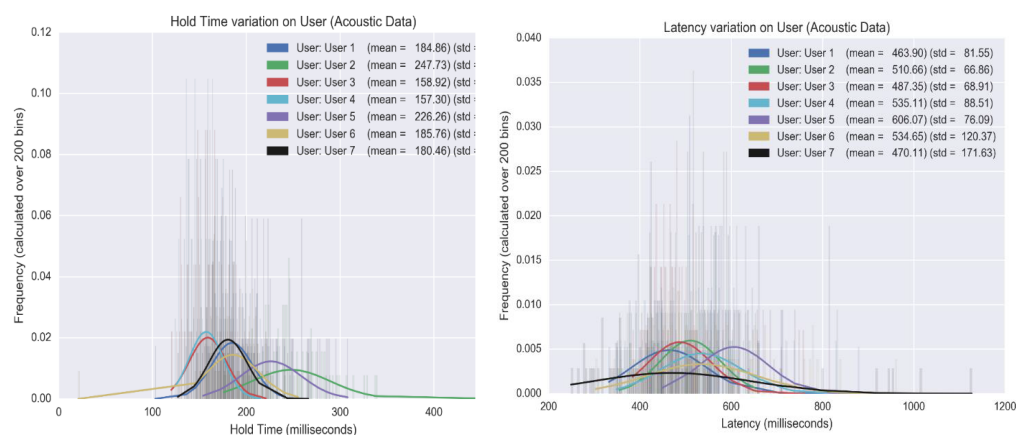 Hold Time variation on User (Acoustic Data)
0.12
0.10
0.08
0.06
0.04
0.02
0.00
Frequency (calculated over 200 bins)
User: User 1 (mean = 184.86) (std =
User: User 2 (mean = 247.73) (std =
User: User 3 (mean = 158.92) (std =
User: User 4 (mean = 157.30) (std =
User: User 5 (mean = 226.26) (std =
User: User 6 (mean = 185.76) (std =
User: User 7 (mean = 180.46) (std =
0 100 200 300 400
Hold Time (milliseconds)
Latency variation on User (Acoustic Data)
0.040
0.035
0.030
0.025
0.020
0.015
0.010
0.005
0.000
Frequency (calculated over 200 bins)
User: User 1 (mean = 463.90) (std = 81.55)
User: User 2 (mean = 510.66) (std = 66.86)
User: User 3 (mean = 487.35) (std = 68.91)
User: User 4 (mean = 535.11) (std = 88.51)
User: User 5 (mean = 606.07) (std = 76.09)
User: User 6 (mean = 534.65) (std = 120.37)
User: User 7 (mean = 470.11) (std = 171.63)
200 400 600 800 1000 1200
Latency (milliseconds)